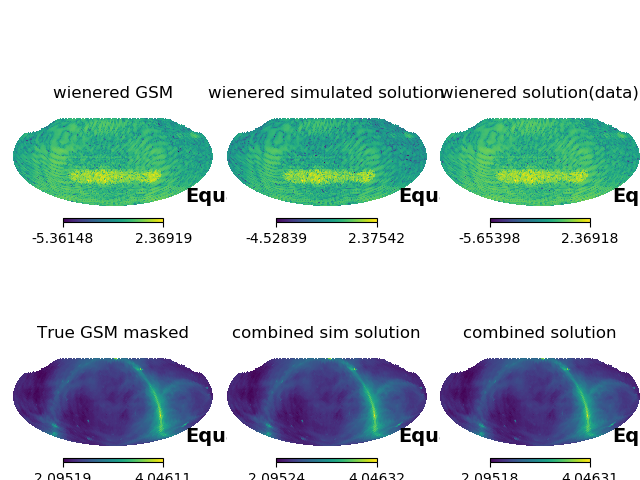 wienered GSM
wienered simulated solution
wienered solution(data)
Equ
Equ
Eq
-5.36148 2.36919
-4.52839 2.37542
-5.65398 2.36918
True GSM masked
combined sim solution
combined solution
Equ
Equ
Eq
2.09519 4.04611
2.09524 4.04632
2.09518 4.04631